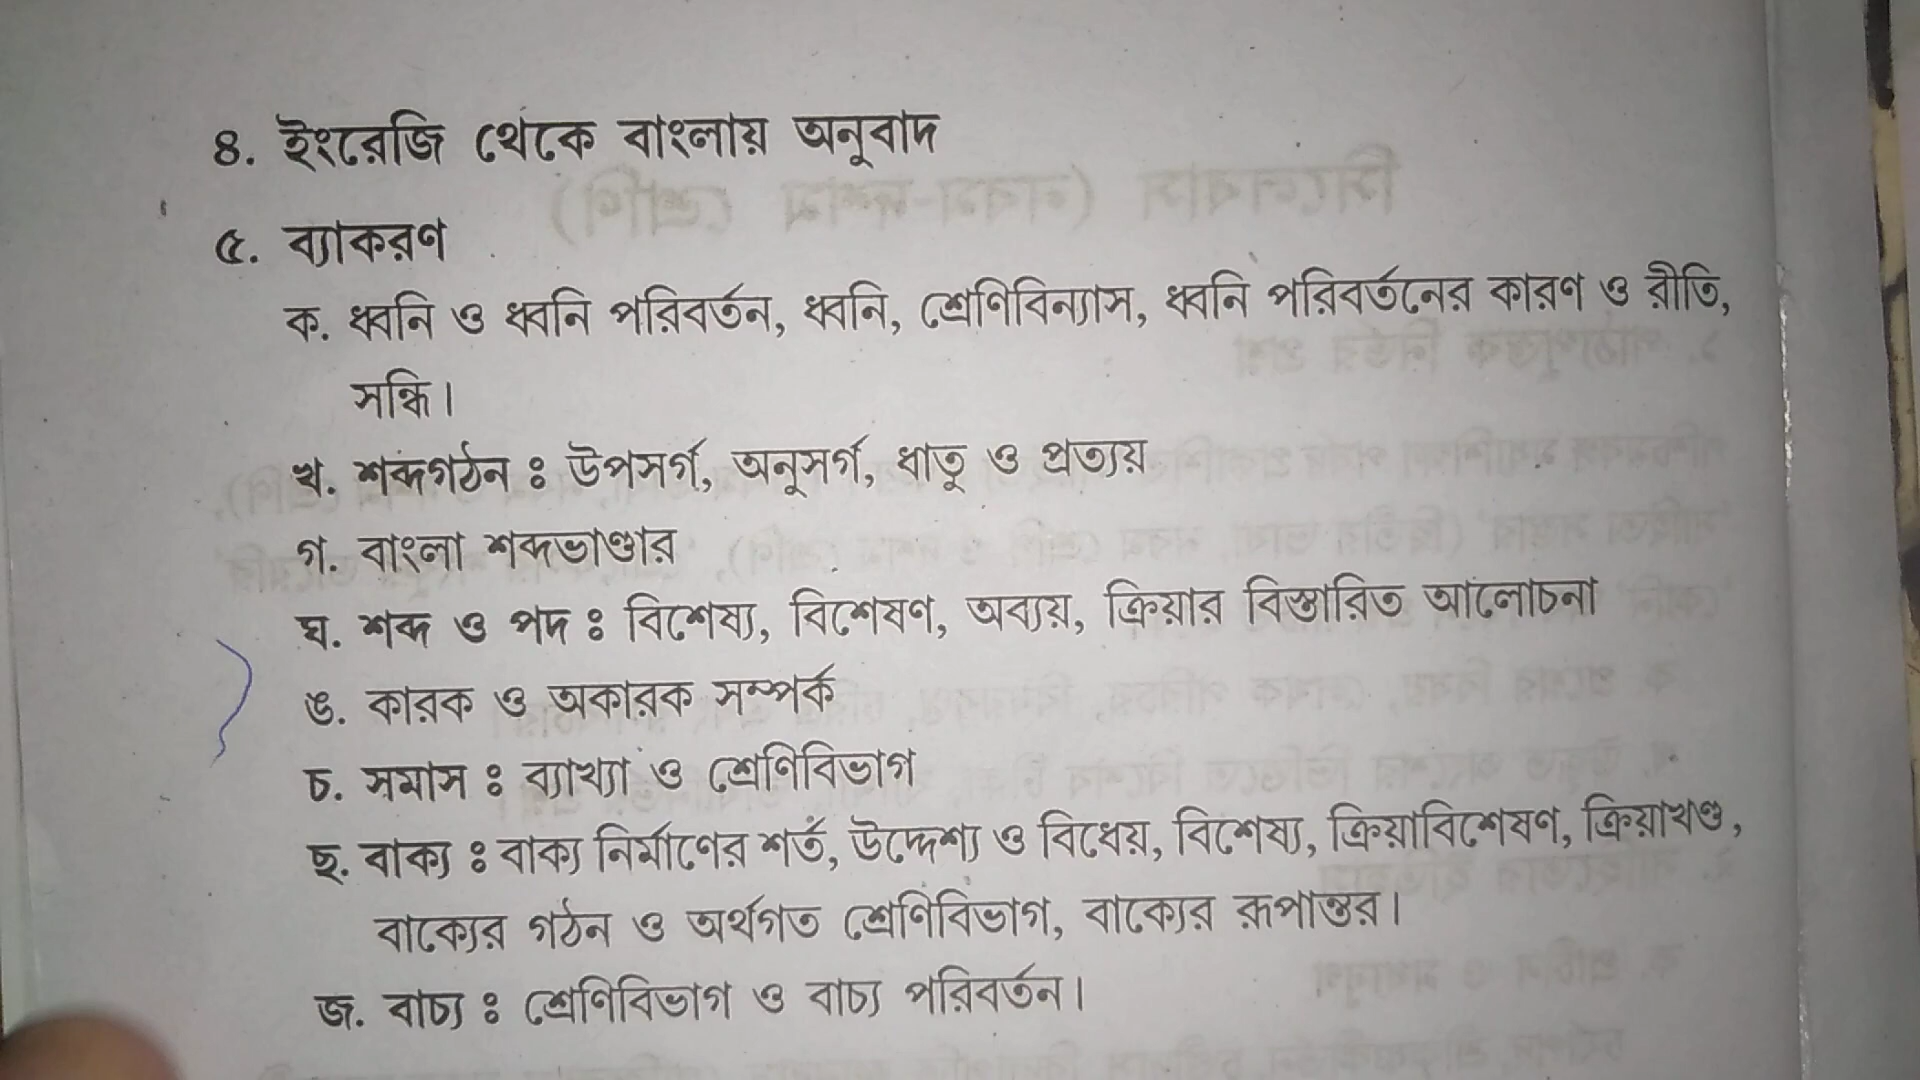 ৪. ইংরেজি থেকে বাংলায় অনুবাদ
৫. ব্যাকরণ
ক. ধ্বনি ও ধ্বনি পরিবর্তন, ধ্বনি, শ্রেণিবিন্যাস, ধ্বনি পরিবর্তনের কারণ ও রীতি,
সন্ধি।
খ. শব্দগঠন ঃ উপসর্গ, অনুসর্গ, ধাতু ও প্রত্যয়
গ. বাংলা শব্দভাণ্ডার
ঘ. শব্দ ও পদ ঃ বিশেষ্য, বিশেষণ, অব্যয়, ক্রিয়ার বিস্তারিত আলোচনা
ঙ. কারক ও অকারক সম্পর্ক
চ. সমাস ঃ ব্যাখ্যা ও শ্রেণিবিভাগ
ছ. বাক্য ঃ বাক্য নির্মাণের শর্ত, উদ্দেশ্য ও বিধেয়, বিশেষ্য, ক্রিয়াবিশেষণ, ক্রিয়াখণ্ড,
বাক্যের গঠন ও অর্থগত শ্রেণিবিভাগ, বাক্যের রূপান্তর।
জ. বাচ্য ঃ শ্রেণিবিভাগ ও বাচ্য পরিবর্তন।